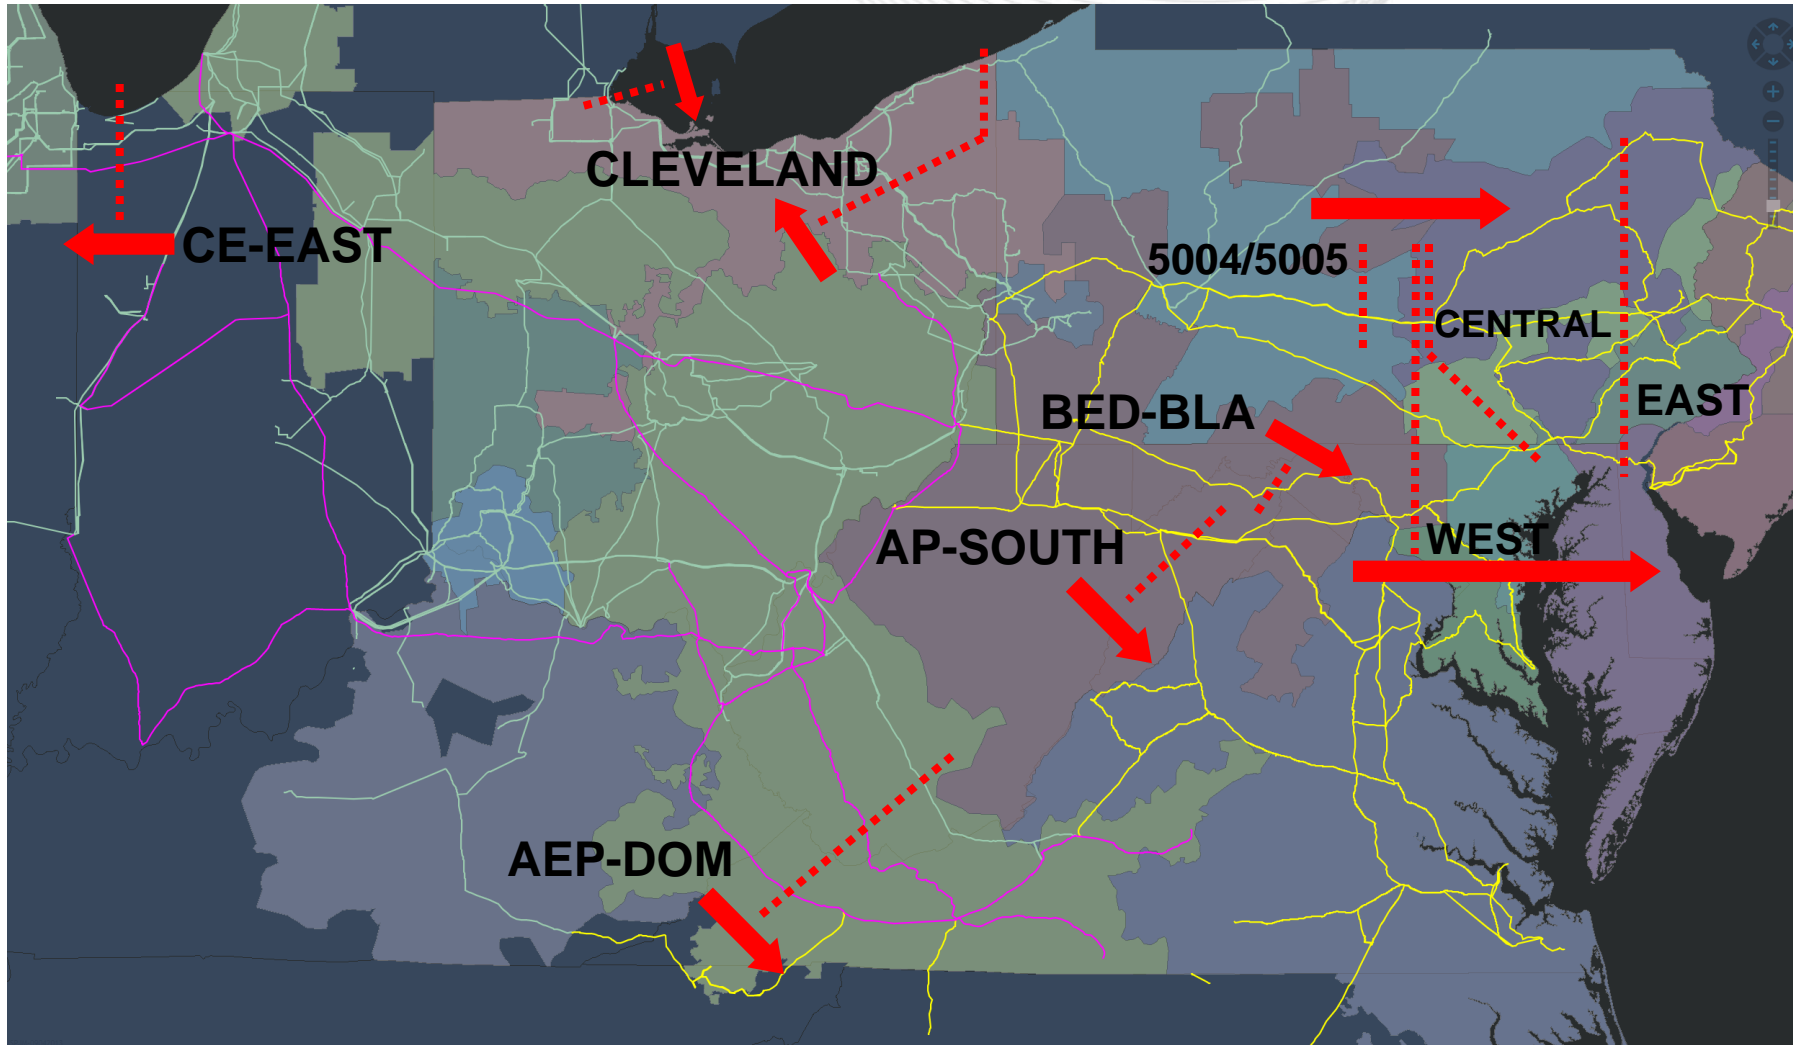 CLEVELAND
CE-EAST
5004/5005
CENTRAL
EAST
BED-BLA
WEST
AP-SOUTH
AEP-DOM